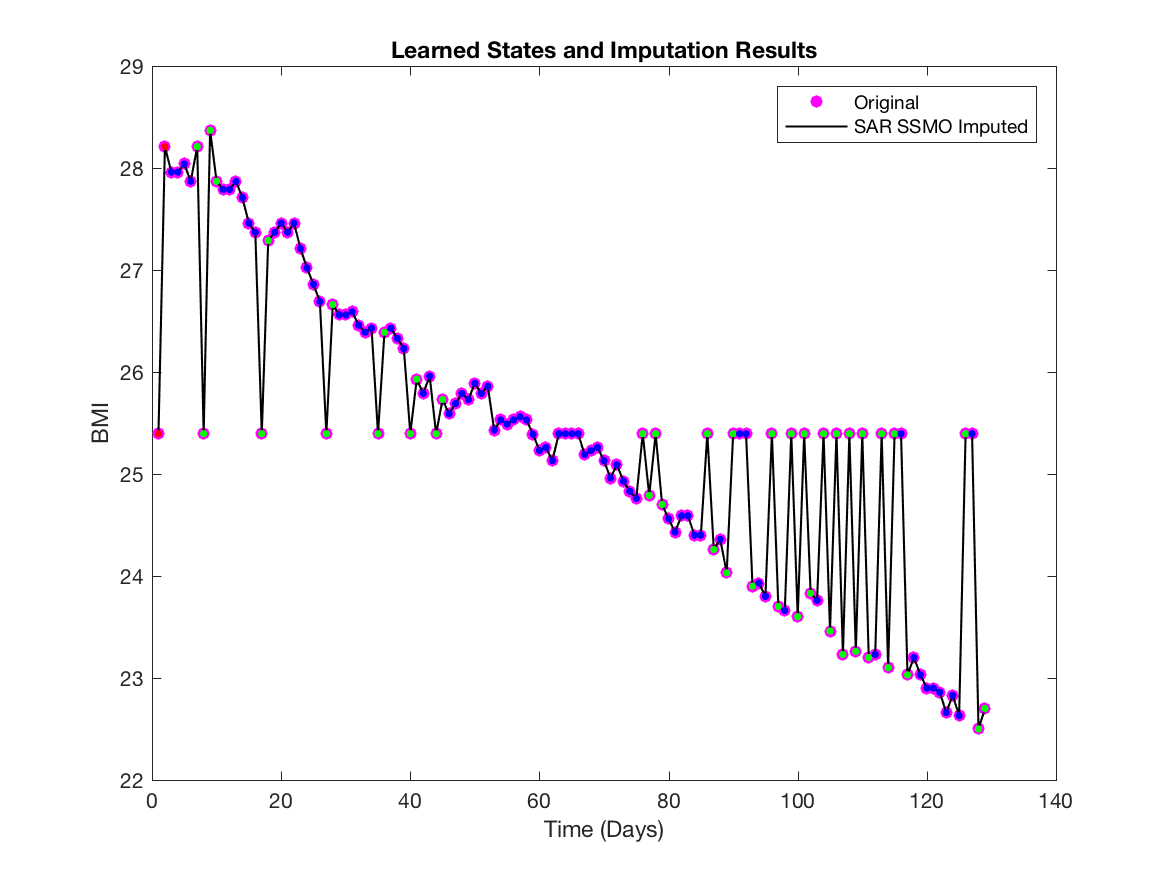 Learned States and Imputation Results
Original
SAR SSMO Imputed
29
28
27
26
25
24
23
22
BMI
0 20 40 60 80 100 120 140
Time (Days)